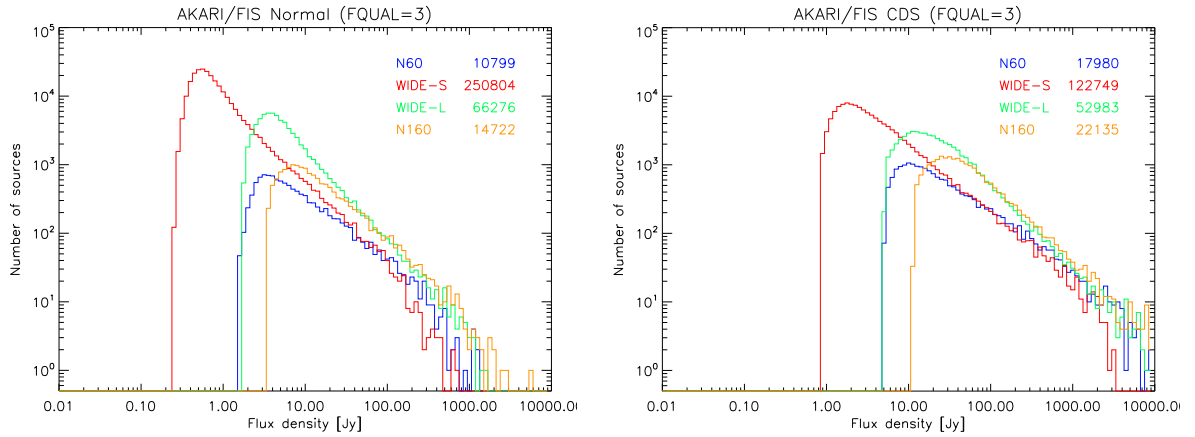 AKARI/FIS Normal (FQUAL=3)
10^5
10^4
10^3
10^2
10^1
10^0
Number of sources
N60 10799
WIDE-S 250804
WIDE-L 66276
N160 14722
0.01 0.10 1.00 10.00 100.00 1000.00 10000.00
Flux density [Jy]
AKARI/FIS CDS (FQUAL=3)
10^5
10^4
10^3
10^2
10^1
10^0
Number of sources
N60 17980
WIDE-S 122749
WIDE-L 52983
N160 22135
0.01 0.10 1.00 10.00 100.00 1000.00 10000.00
Flux density [Jy]